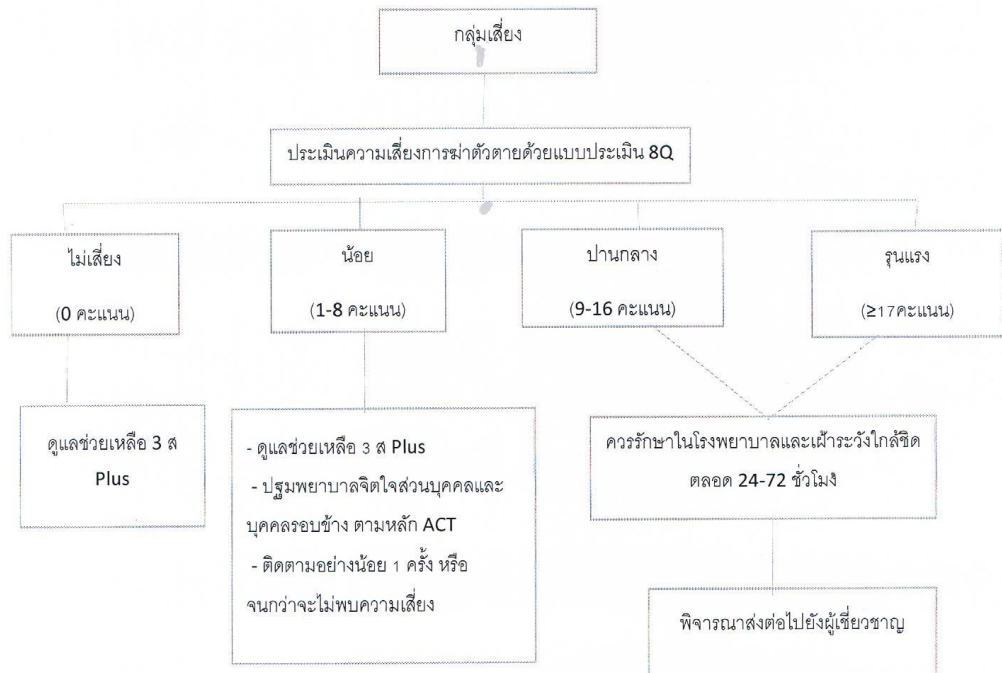 กลุ่มเสี่ยง
ประเมินความเสี่ยงการฆ่าตัวตายด้วยแบบประเมิน 8Q
ไม่เสี่ยง
(0 คะแนน)
น้อย
(1-8 คะแนน)
ปานกลาง
(9-16 คะแนน)
รุนแรง
(≥17คะแนน)
ดูแลช่วยเหลือ 3 ส
Plus
- ดูแลช่วยเหลือ 3 ส Plus
- ปฐมพยาบาลจิตใจส่วนบุคคลและ
บุคคลรอบข้าง ตามหลัก ACT
- ติดตามอย่างน้อย 1 ครั้ง หรือ
จนกว่าจะไม่พบความเสี่ยง
ควรรักษาในโรงพยาบาลและเฝ้าระวังใกล้ชิด
ตลอด 24-72 ชั่วโมง
พิจารณาส่งต่อไปยังผู้เชี่ยวชาญ